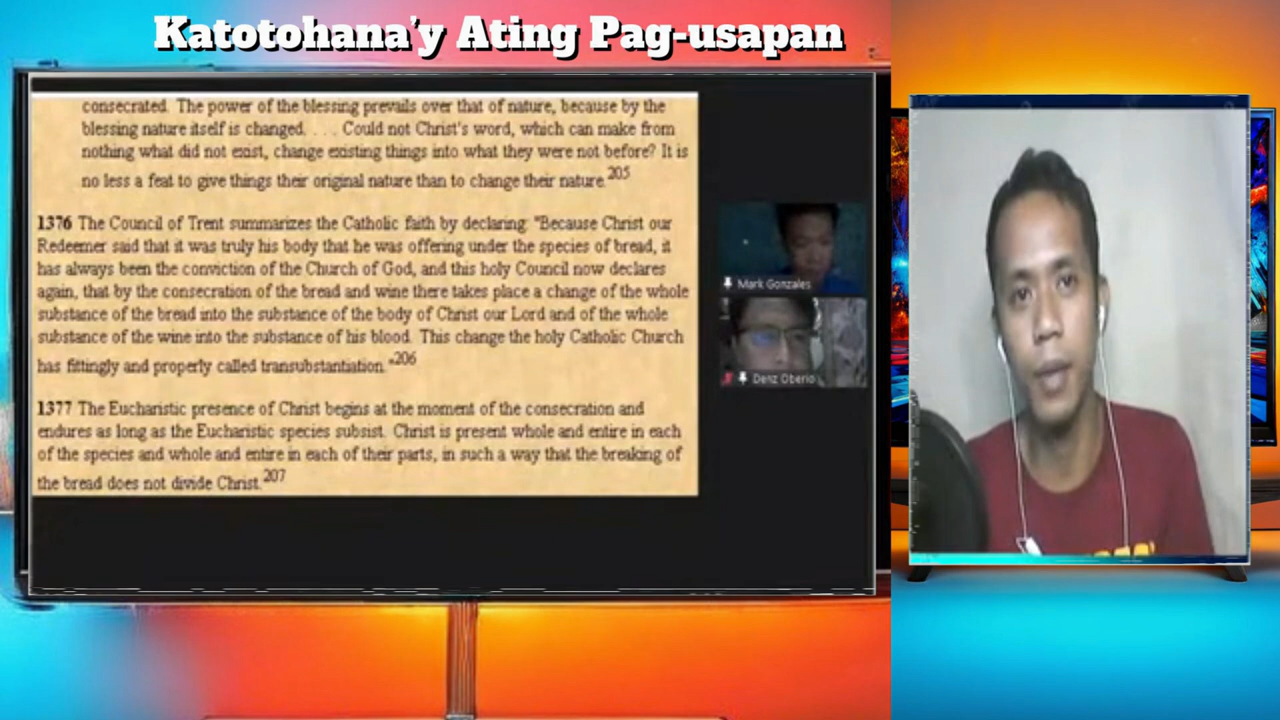 Katotohana'y Ating Pag-usapan
consecrated. The power of the blessing prevails over that of nature, because by the
blessing nature itself is changed. . . . Could not Christ's word, which can make from
nothing what did not exist, change existing things into what they were not before? It is
no less a feat to give things their original nature than to change their nature.205
1376 The Council of Trent summarizes the Catholic faith by declaring: "Because Christ our
Redeemer said that it was truly his body that he was offering under the species of bread, it
has always been the conviction of the Church of God, and this holy Council now declares
again, that by the consecration of the bread and wine there takes place a change of the whole
substance of the bread into the substance of the body of Christ our Lord and of the whole
substance of the wine into the substance of his blood. This change the holy Catholic Church
has fittingly and properly called transubstantiation."206
1377 The Eucharistic presence of Christ begins at the moment of the consecration and
endures as long as the Eucharistic species subsist. Christ is present whole and entire in each
of the species and whole and entire in each of their parts, in such a way that the breaking of
the bread does not divide Christ.207
Mark Gonzales
Denz Oberio